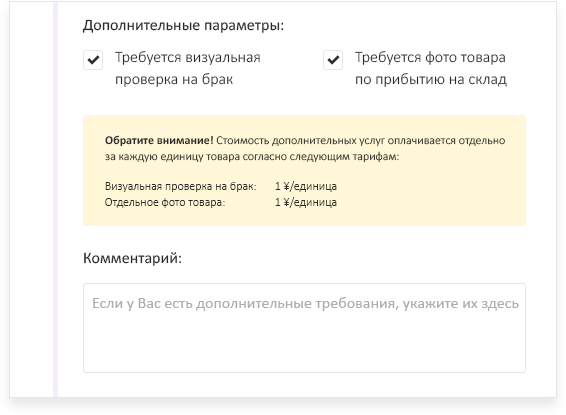 Дополнительные параметры:
Требуется визуальная
проверка на брак
Требуется фото товара
по прибытию на склад
Обратите внимание! Стоимость дополнительных услуг оплачивается отдельно
за каждую единицу товара согласно следующим тарифам:
Визуальная проверка на брак: 1 ¥/единица
Отдельное фото товара: 1 ¥/единица
Комментарий:
Если у Вас есть дополнительные требования, укажите их здесь